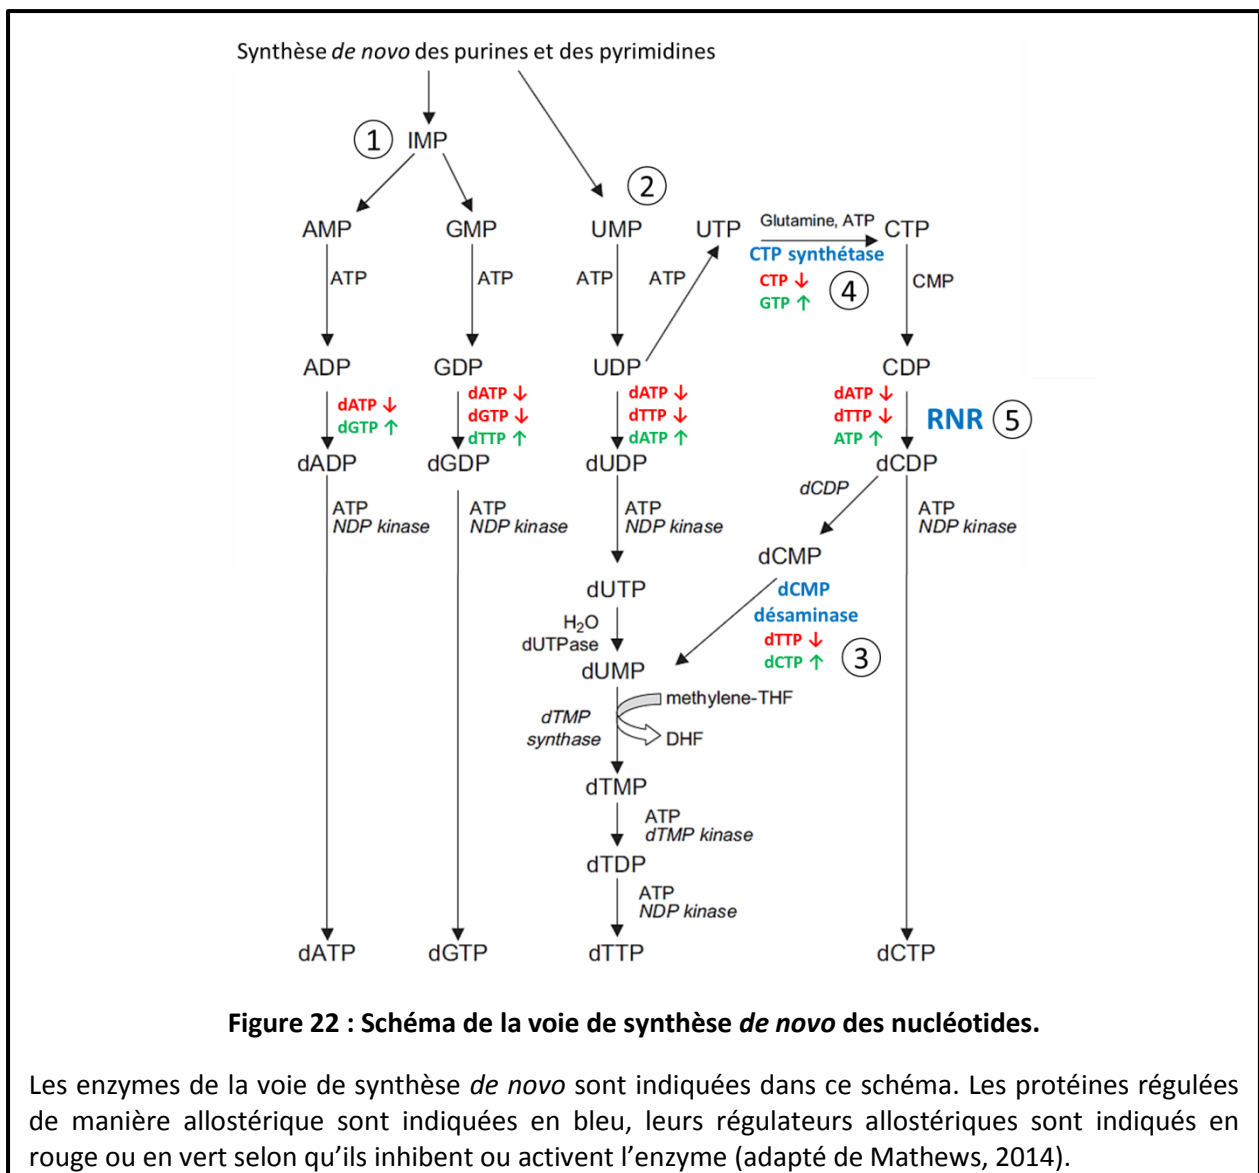 Synthèse de novo des purines et des pyrimidines
1 IMP
2
AMP GMP UMP UTP Glutamine, ATP CTP
CTP synthétase
ATP ATP ATP ATP CTP ↓ 4 CMP
GTP ↑
ADP GDP UDP CDP
dATP ↓ dATP ↓ dATP ↓ dATP ↓
dGTP ↑ dGTP ↓ dTTP ↓ dTTP ↓ RNR 5
dTTP ↑ dATP ↑ ATP ↑
dADP dGDP dUDP dCDP
dCDP
ATP ATP ATP ATP
NDP kinase NDP kinase NDP kinase NDP kinase
dCMP
dUTP dCMP
désaminase
H₂O
dUTPase dTTP ↓
dCTP ↑ 3
dUMP
methylene-THF
dTMP
synthase DHF
dTMP
ATP
dTMP kinase
dTDP
ATP
NDP kinase
dATP dGTP dTTP dCTP
Figure 22 : Schéma de la voie de synthèse de novo des nucléotides.
Les enzymes de la voie de synthèse de novo sont indiquées dans ce schéma. Les protéines régulées
de manière allostérique sont indiquées en bleu, leurs régulateurs allostériques sont indiqués en
rouge ou en vert selon qu’ils inhibent ou activent l’enzyme (adapté de Mathews, 2014).